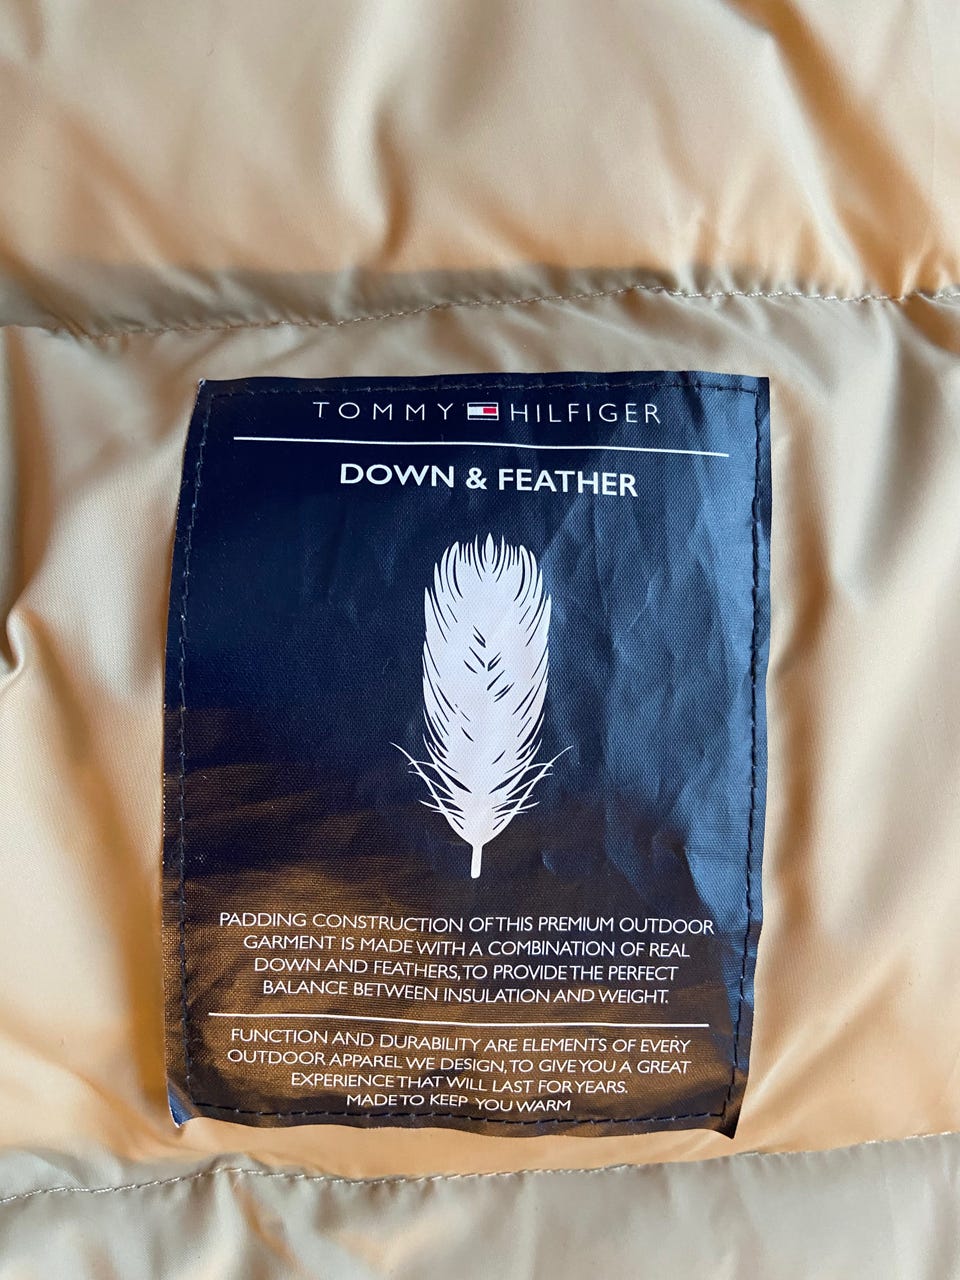 TOMMY HILFIGER
DOWN & FEATHER
PADDING CONSTRUCTION OF THIS PREMIUM OUTDOOR
GARMENT IS MADE WITH A COMBINATION OF REAL
DOWN AND FEATHERS, TO PROVIDE THE PERFECT
BALANCE BETWEEN INSULATION AND WEIGHT.
FUNCTION AND DURABILITY ARE ELEMENTS OF EVERY
OUTDOOR APPAREL WE DESIGN, TO GIVE YOU A GREAT
EXPERIENCE THAT WILL LAST FOR YEARS.
MADE TO KEEP YOU WARM